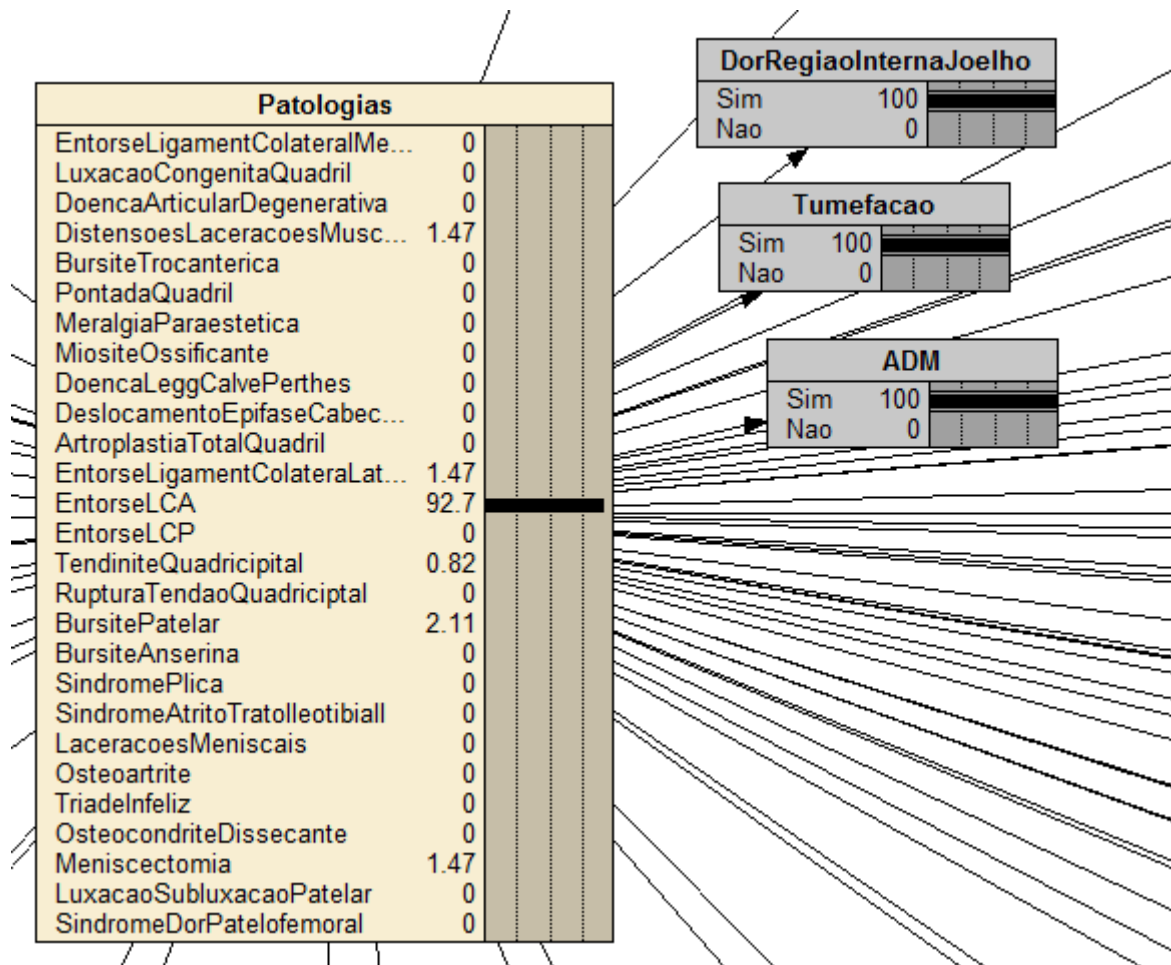 Patologias
EntorseLigamentColateralMe... 0
LuxacaoCongenitaQuadril 0
DoencaArticularDegenerativa 0
DistensoesLaceracoesMusc... 1.47
BursiteTrocanterica 0
PontadaQuadril 0
MeralgiaParaestetica 0
MiositeOssificante 0
DoencaLeggCalvePerthes 0
DeslocamentoEpifaseCabec... 0
ArtroplastiaTotalQuadril 0
EntorseLigamentColateraLat... 1.47
EntorseLCA 92.7
EntorseLCP 0
TendiniteQuadricipital 0.82
RupturaTendaoQuadriciptal 0
BursitePatelar 2.11
BursiteAnserina 0
SindromePlica 0
SindromeAtritoTratolleotibiall 0
LaceracoesMeniscais 0
Osteoartrite 0
TriadeInfeliz 0
OsteocondriteDissecante 0
Meniscectomia 1.47
LuxacaoSubluxacaoPatelar 0
SindromeDorPatelofemoral 0
DorRegiaoInternaJoelho
Sim 100
Nao 0
Tumefacao
Sim 100
Nao 0
ADM
Sim 100
Nao 0